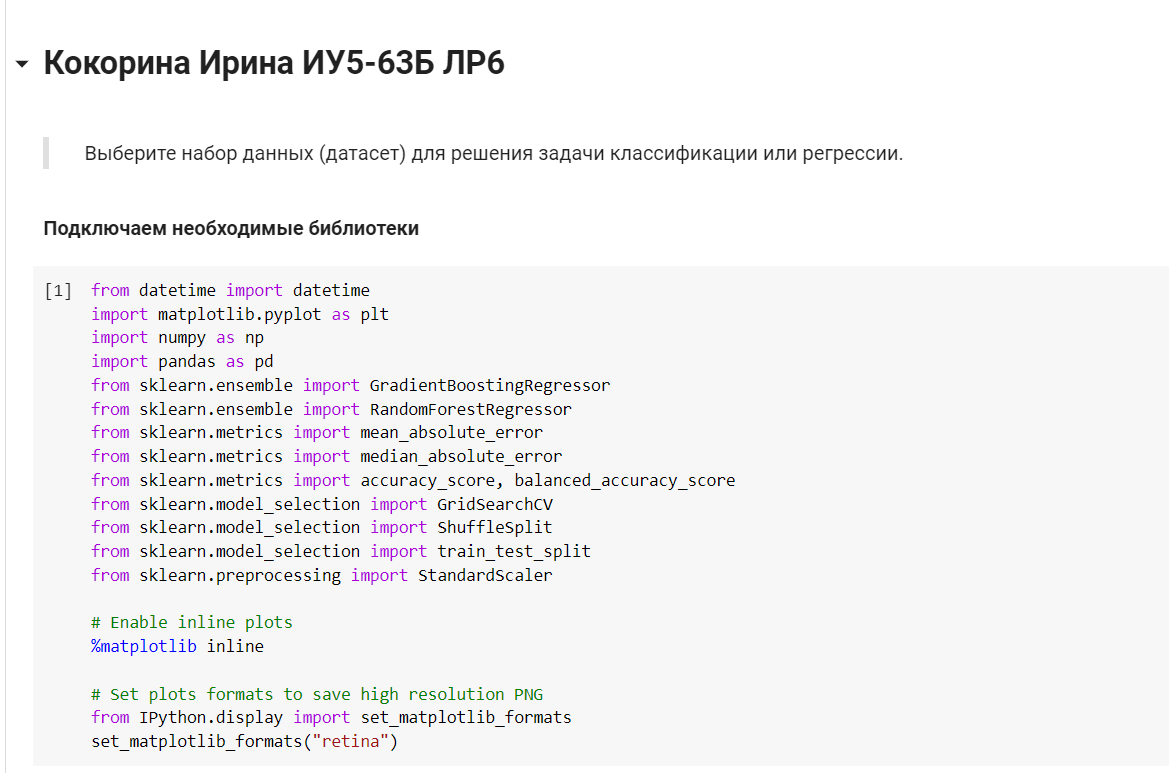 Кокорина Ирина ИУ5-63Б ЛР6
Выберите набор данных (датасет) для решения задачи классификации или регрессии.
Подключаем необходимые библиотеки
[1] from datetime import datetime
import matplotlib.pyplot as plt
import numpy as np
import pandas as pd
from sklearn.ensemble import GradientBoostingRegressor
from sklearn.ensemble import RandomForestRegressor
from sklearn.metrics import mean_absolute_error
from sklearn.metrics import median_absolute_error
from sklearn.metrics import accuracy_score, balanced_accuracy_score
from sklearn.model_selection import GridSearchCV
from sklearn.model_selection import ShuffleSplit
from sklearn.model_selection import train_test_split
from sklearn.preprocessing import StandardScaler
# Enable inline plots
%matplotlib inline
# Set plots formats to save high resolution PNG
from IPython.display import set_matplotlib_formats
set_matplotlib_formats("retina")